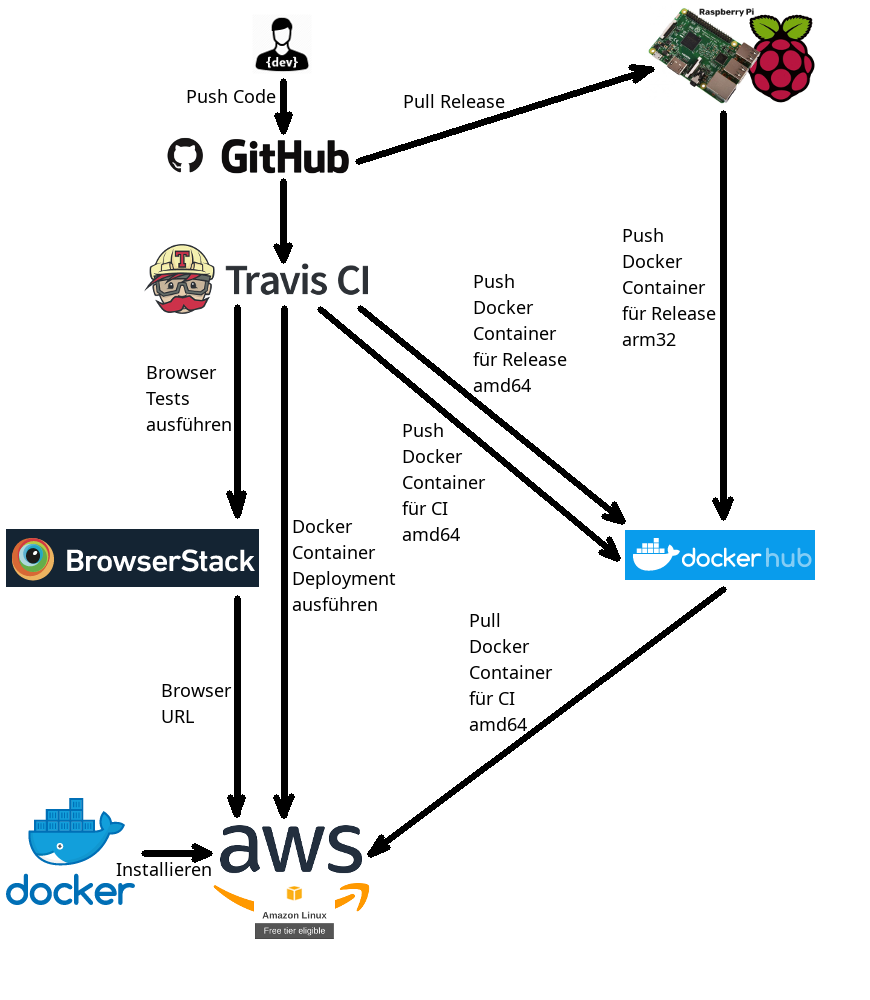 Raspberry Pi
{dev}
Push Code
Pull Release
GitHub
Push
Docker
Container
für Release
arm32
Travis CI
Push
Docker
Container
für Release
amd64
Browser
Tests
ausführen
Push
Docker
Container
für CI
amd64
Docker
Container
Deployment
ausführen
BrowserStack
docker hub
Pull
Docker
Container
für CI
amd64
Browser
URL
docker
Installieren
aws
Amazon Linux
Free tier eligible